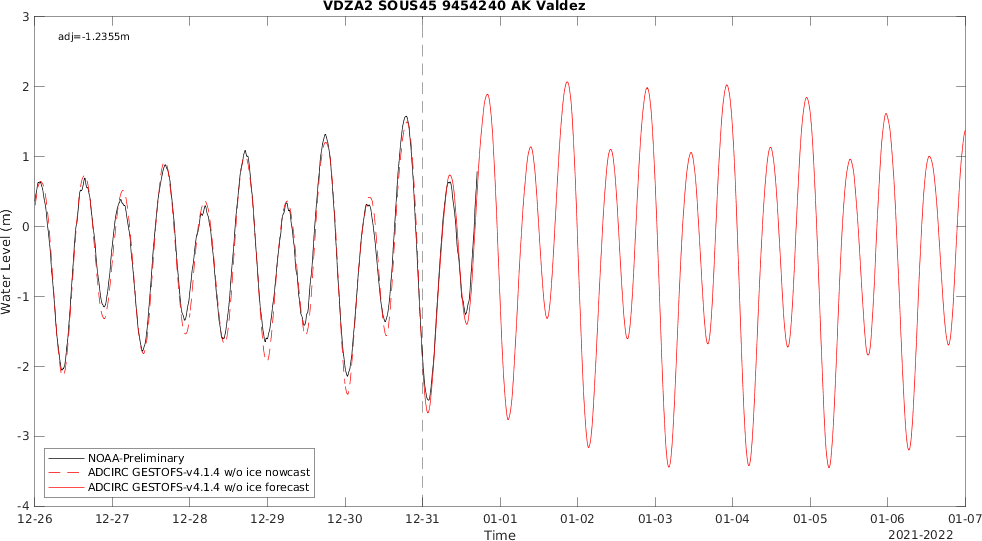 VDZA2 SOUS45 9454240 AK Valdez
adj=-1.2355m
3
2
1
0
-1
-2
-3
-4
Water Level (m)
NOAA-Preliminary
ADCIRC GESTOFS-v4.1.4 w/o ice nowcast
ADCIRC GESTOFS-v4.1.4 w/o ice forecast
12-26 12-27 12-28 12-29 12-30 12-31 01-01 01-02 01-03 01-04 01-05 01-06 01-07
Time
2021-2022